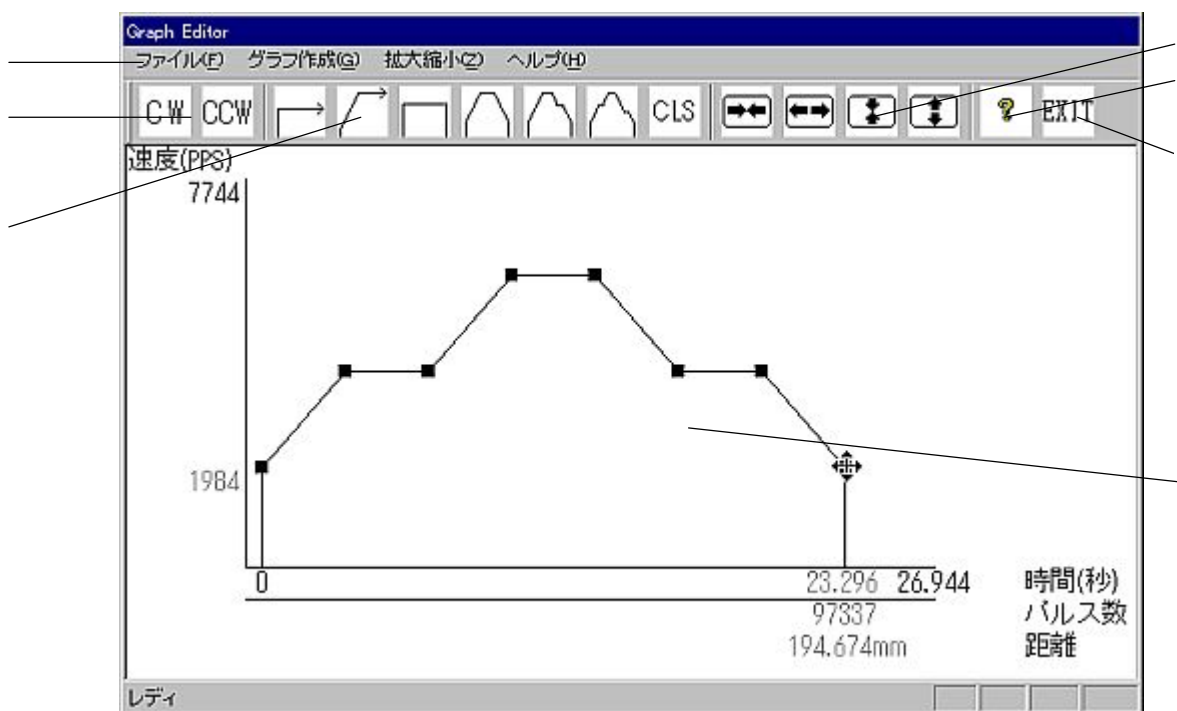 Graph Editor
ファイル(F) グラフ作成(G) 拡大縮小(Z) ヘルプ(H)
CW CCW CLS ? EXIT
速度(PPS)
7744
1984
0 23.296 26.944 時間(秒)
97337 パルス数
194.674mm 距離
レディ